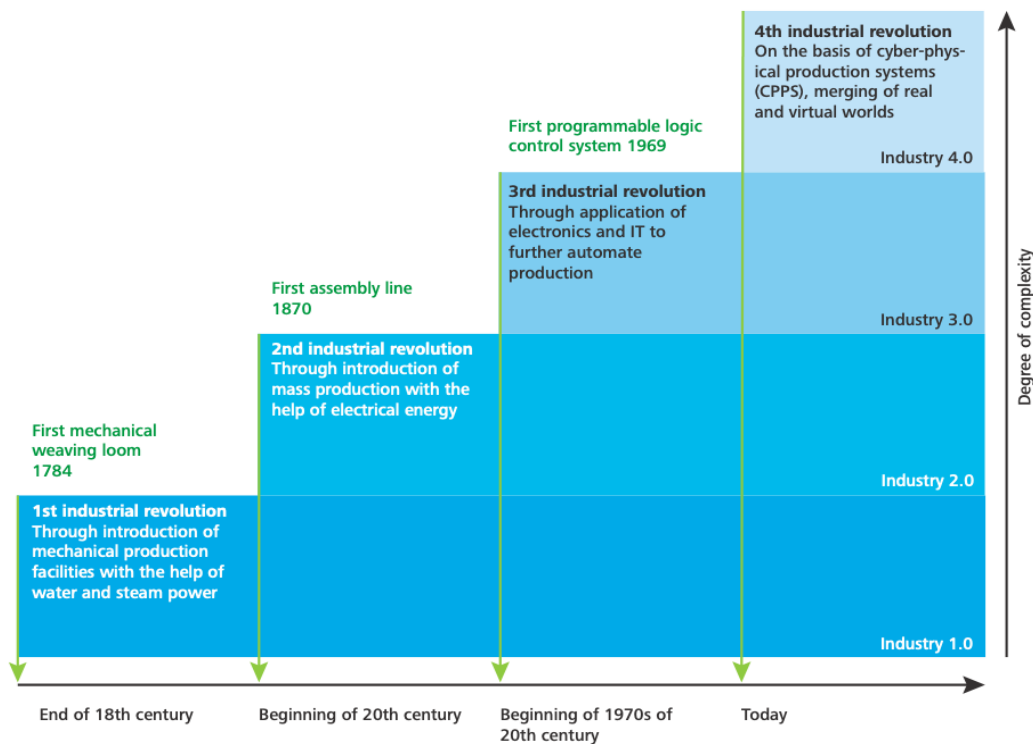 4th industrial revolution
On the basis of cyber-phys-
ical production systems
(CPPS), merging of real
and virtual worlds
Industry 4.0
First programmable logic
control system 1969
3rd industrial revolution
Through application of
electronics and IT to
further automate
production
Industry 3.0
First assembly line
1870
2nd industrial revolution
Through introduction of
mass production with the
help of electrical energy
Industry 2.0
First mechanical
weaving loom
1784
1st industrial revolution
Through introduction of
mechanical production
facilities with the help of
water and steam power
Industry 1.0
Degree of complexity
End of 18th century
Beginning of 20th century
Beginning of 1970s of
20th century
Today